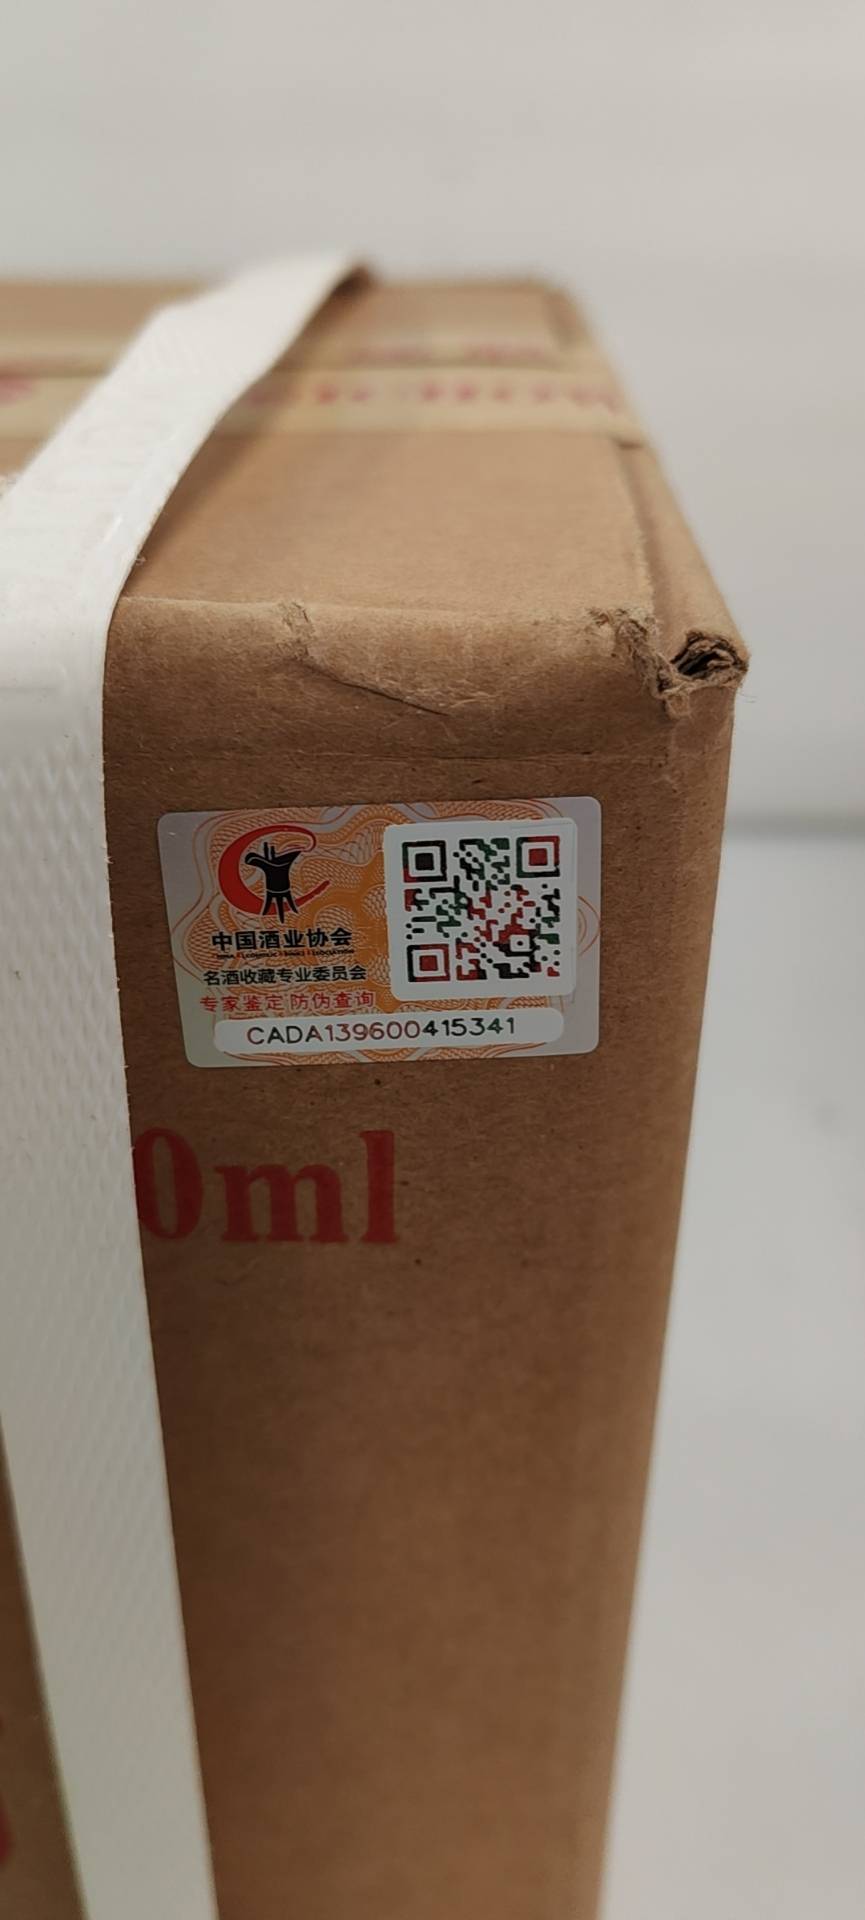 中国酒业协会
名酒收藏专业委员会
专家鉴定 防伪查询
CADA139600415341
0ml